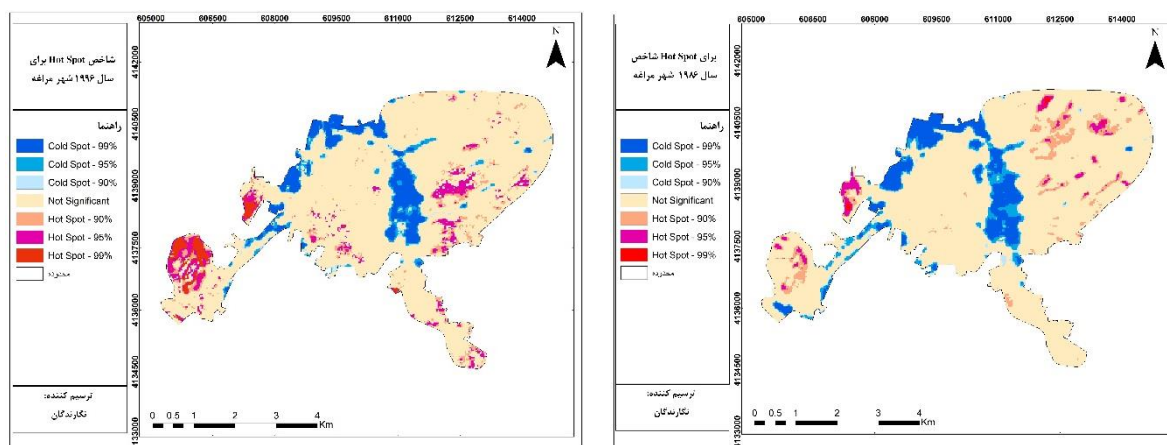 شاخص Hot Spot برای
سال ۱۹۹۶ شهر مراغه
راهنما
Cold Spot - 99%
Cold Spot - 95%
Cold Spot - 90%
Not Significant
Hot Spot - 90%
Hot Spot - 95%
Hot Spot - 99%
محدوده
ترسیم کننده:
نگارندگان
605000 606500 608000 609500 611000 612500 614000
N
4142000
4140500
4139000
4137500
4136000
4134500
4133000
0 0.5 1 2 3 4
Km
برای Hot Spot شاخص
سال ۱۹۸۶ شهر مراغه
راهنما
Cold Spot - 99%
Cold Spot - 95%
Cold Spot - 90%
Not Significant
Hot Spot - 90%
Hot Spot - 95%
Hot Spot - 99%
محدوده
ترسیم کننده:
نگارندگان
605000 606500 608000 609500 611000 612500 614000
N
4142000
4140500
4139000
4137500
4136000
4134500
4133000
0 0.5 1 2 3 4
Km